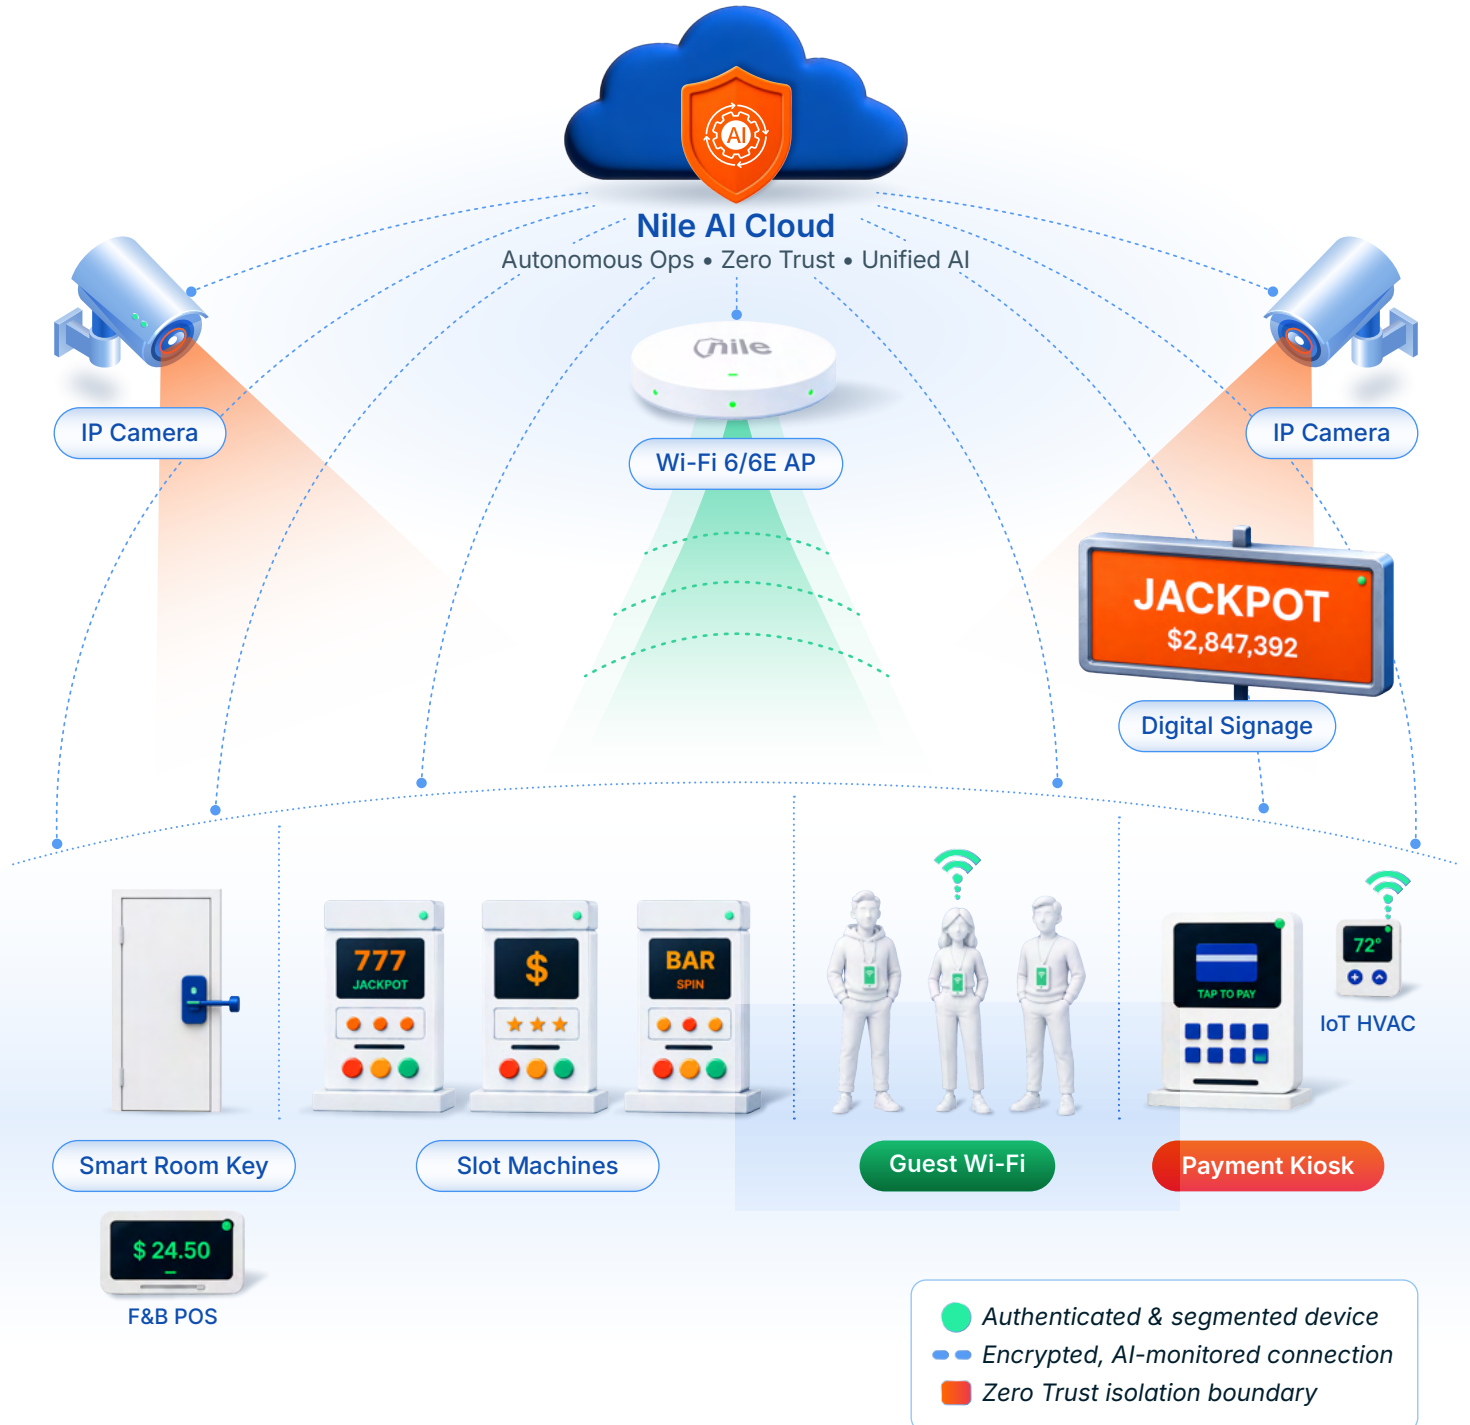 AI
Nile AI Cloud
Autonomous Ops • Zero Trust • Unified AI
nile
IP Camera
IP Camera
Wi-Fi 6/6E AP
JACKPOT
$2,847,392
Digital Signage
777
JACKPOT
$
BAR
SPIN
TAP TO PAY
72°
IoT HVAC
Smart Room Key
Slot Machines
Guest Wi-Fi
Payment Kiosk
$ 24.50
F&B POS
Authenticated & segmented device
Encrypted, AI-monitored connection
Zero Trust isolation boundary